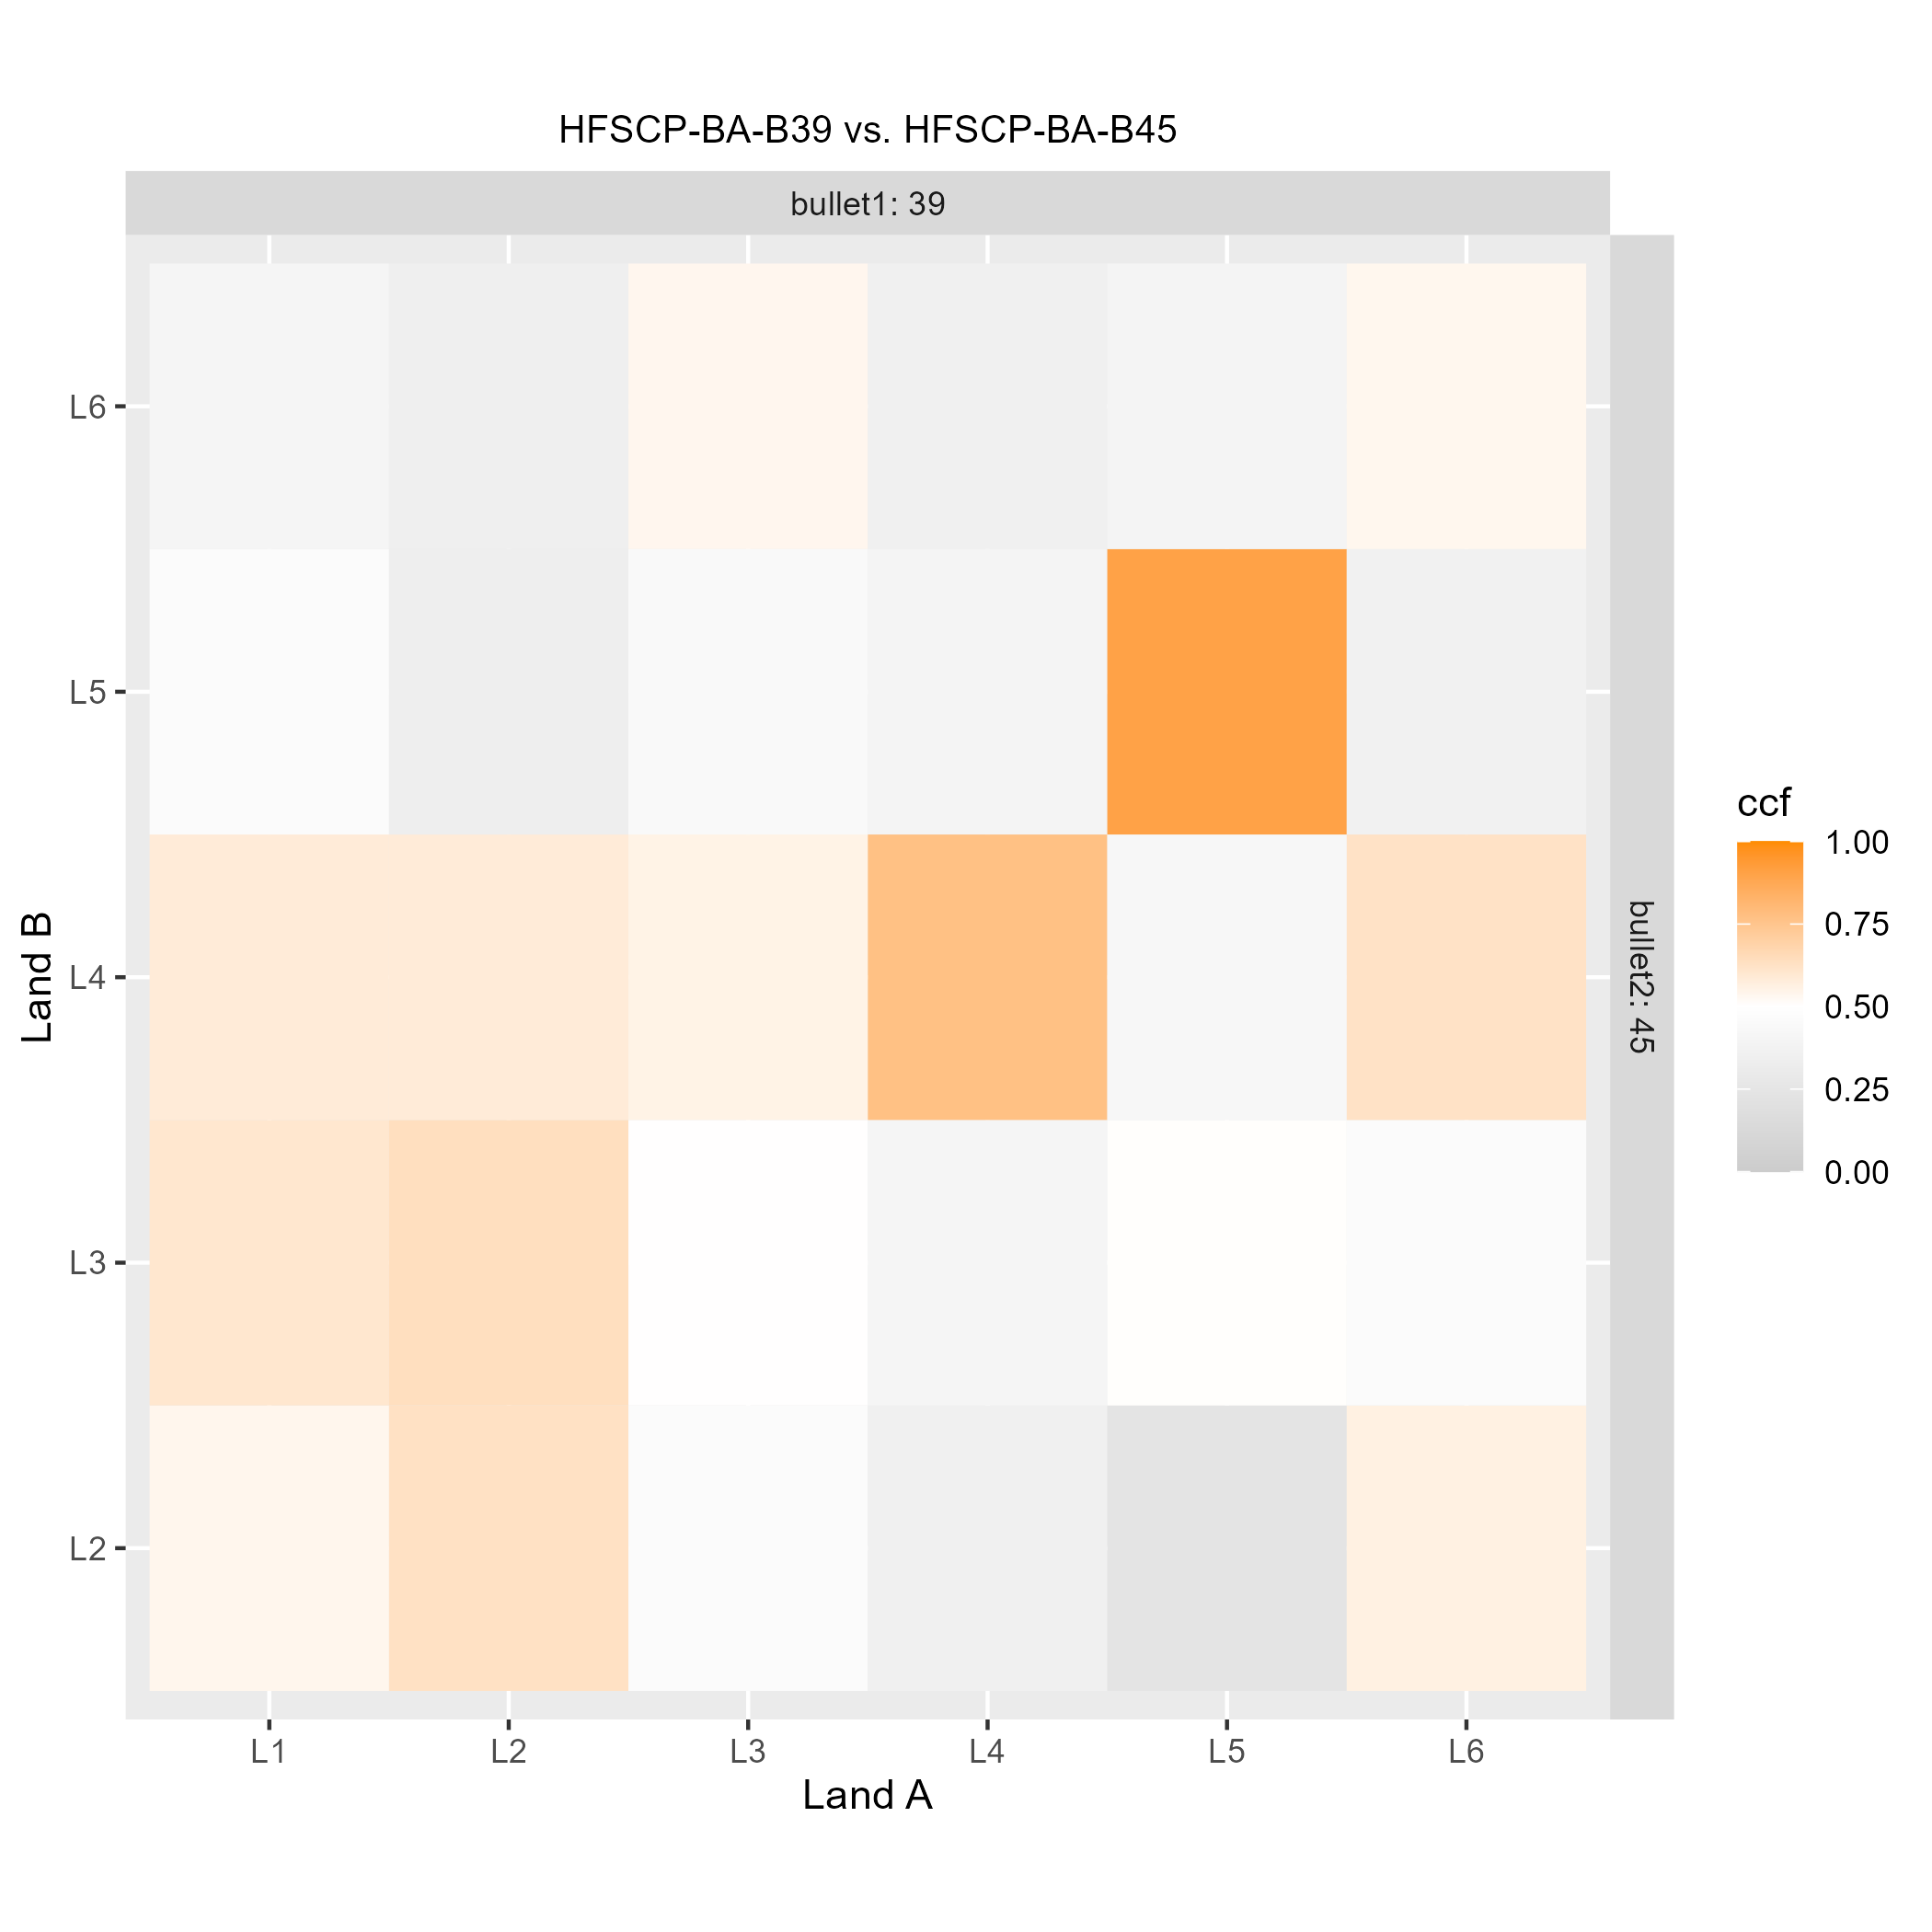 HFSCP-BA-B39 vs. HFSCP-BA-B45
bullet1: 39
L6
L5
L4
L3
L2
Land B
L1
L2
L3
L4
L5
L6
Land A
bullet2: 45
ccf
1.00
0.75
0.50
0.25
0.00